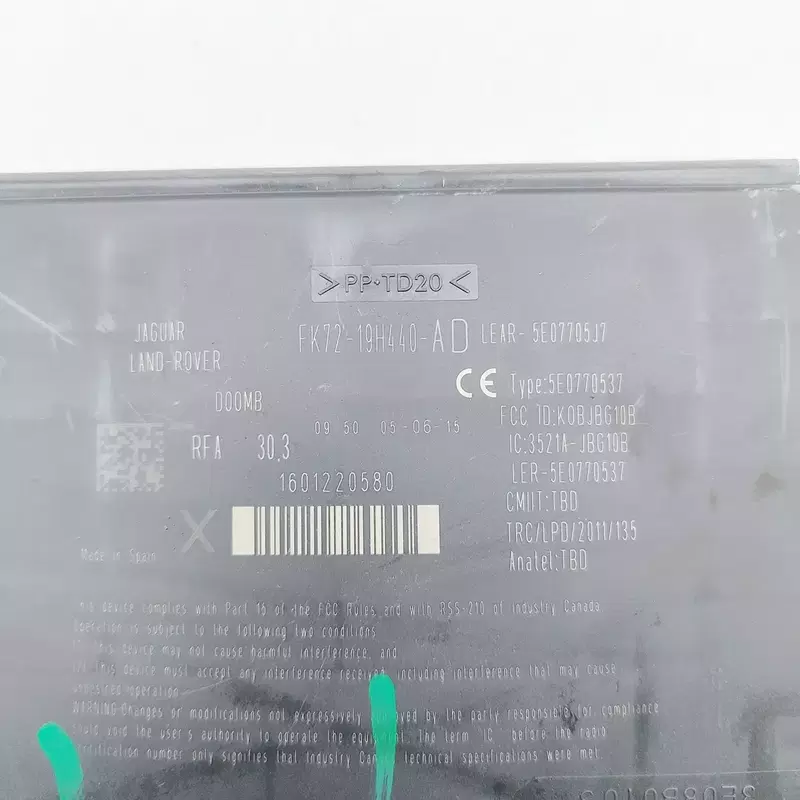 >PP·TD20<
JAGUAR
LAND-ROVER
FK72-19H440-AD
LEAR-5E0770537
CE
Type:5E0770537
D00MB
FCC ID:K0BJBG10B
09 50 05-06-15
RFA 30.3
IC:3521A-JBG10B
1601220580
LER-5E0770537
CMIIT:TBD
X
TRC/LPD/2011/135
Made in Spain
Anatel:TBD
device complies with Part 15 of the FCC Rules and with RSS-210 of Industry Canada
Operation is subject to the following two conditions
This device may not cause harmful interference, and
This device must accept any interference received, including interference that may cause
undesired operation
WARNING:Changes or modifications not expressively by the party responsible for compliance
could void the user's authority to operate the equipment. The term 'IC' before the radio
certification number only signifies that Industry technical specifications were met